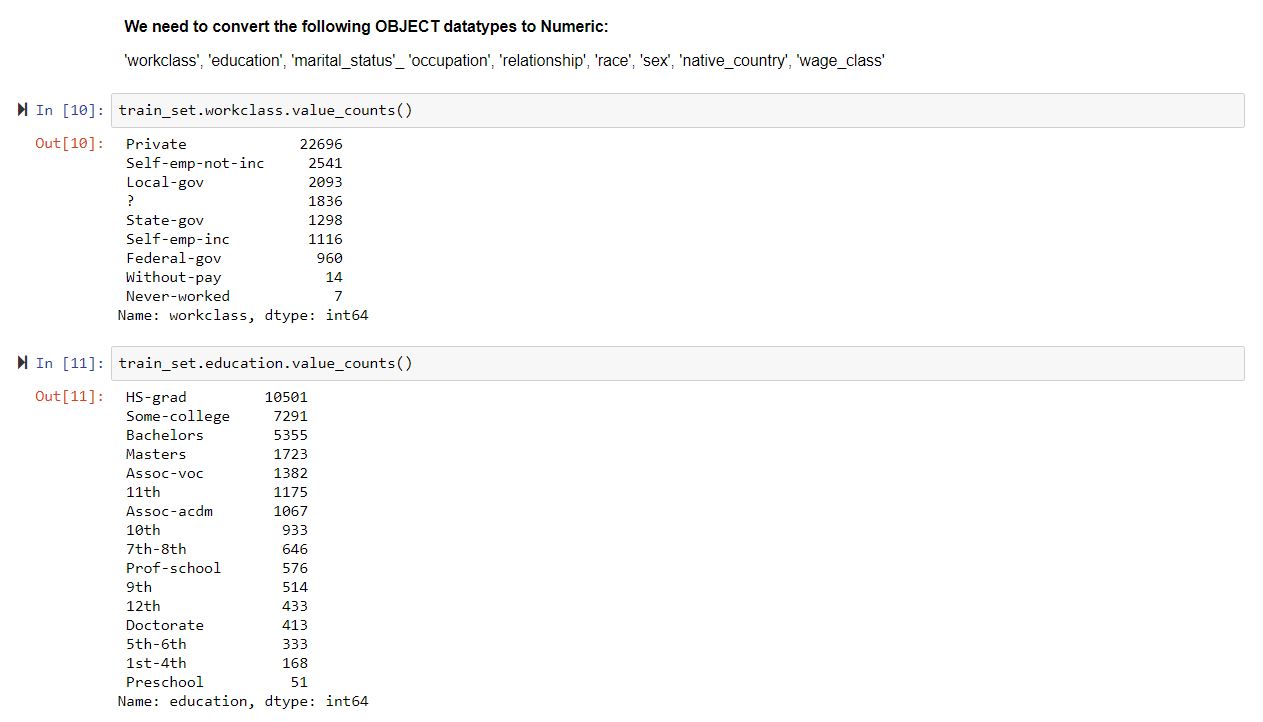 We need to convert the following OBJECT datatypes to Numeric:
'workclass', 'education', 'marital_status'_ 'occupation', 'relationship', 'race', 'sex', 'native_country', 'wage_class'
In [10]: train_set.workclass.value_counts()
Out[10]: Private 22696
Self-emp-not-inc 2541
Local-gov 2093
? 1836
State-gov 1298
Self-emp-inc 1116
Federal-gov 960
Without-pay 14
Never-worked 7
Name: workclass, dtype: int64
In [11]: train_set.education.value_counts()
Out[11]: HS-grad 10501
Some-college 7291
Bachelors 5355
Masters 1723
Assoc-voc 1382
11th 1175
Assoc-acdm 1067
10th 933
7th-8th 646
Prof-school 576
9th 514
12th 433
Doctorate 413
5th-6th 333
1st-4th 168
Preschool 51
Name: education, dtype: int64